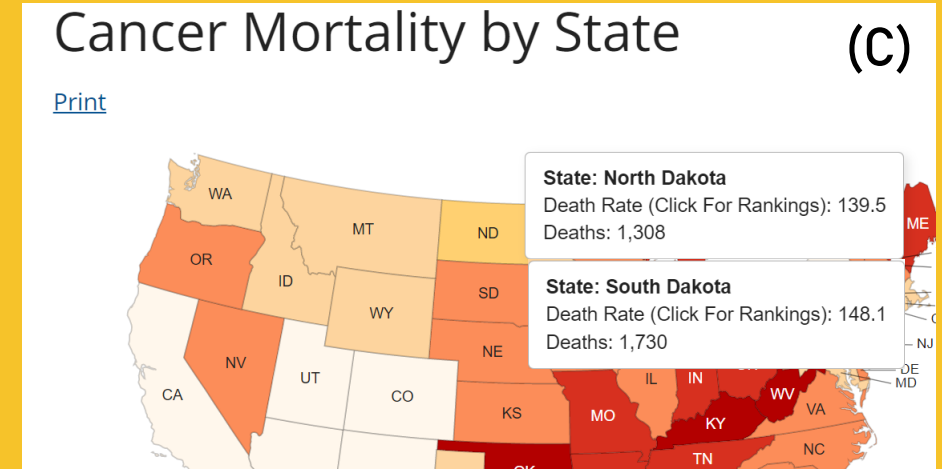 Cancer Mortality by State
(C)
Print
WA
MT
ND
OR
ID
SD
WY
NE
NV
UT
CO
CA
KS
State: North Dakota
Death Rate (Click For Rankings): 139.5
Deaths: 1,308
ME
State: South Dakota
Death Rate (Click For Rankings): 148.1
Deaths: 1,730
NJ
DE
MD
IL
IN
WV
MO
KY
VA
TN
NC